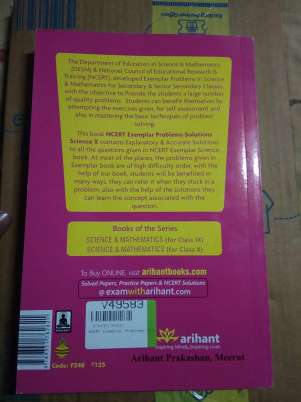 The Department of Education in Science & Mathematics
(DESM) & National Council of Educational Research &
Training (NCERT), developed Exemplar Problems in Science
& Mathematics for Secondary & Senior Secondary Classes,
with the objective to Provide the students a large number
of quality problems. Students can benefit themselves by
attempting the exercises given, for self assessment and
also in mastering the basic techniques of problem
solving.
This book NCERT Exemplar Problems-Solutions
Science X contains Explanatory & Accurate Solutions
to all the questions given in NCERT Exemplar Science
book. At most of the places, the problems given in
Exemplar book are of high difficulty order, with the
help of our book, students will be benefited in
many ways, they can refer it when they stuck in a
problem, also with the help of the solutions they
can learn the concept associated with the
question.
Books of the Series
SCIENCE & MATHEMATICS (for Class IX)
SCIENCE & MATHEMATICS (for Class X)
To Buy ONLINE, visit arihantbooks.com
Solved Papers, Practice Papers & NCERT Solutions
@ examwitharihant.com
V49583
arihant
Inspiring Minds, Inspiring Lives
Arihant Prakashan, Meerut
Code: F248 ₹125